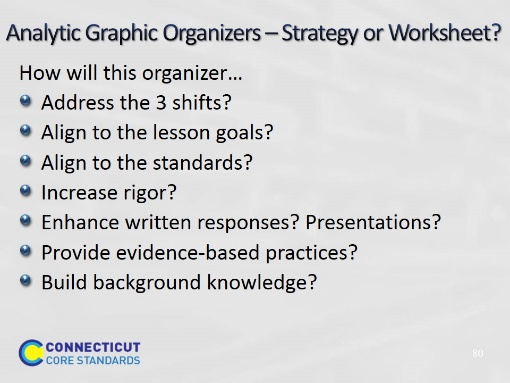 Analytic Graphic Organizers – Strategy or Worksheet?
How will this organizer…
Address the 3 shifts?
Align to the lesson goals?
Align to the standards?
Increase rigor?
Enhance written responses? Presentations?
Provide evidence-based practices?
Build background knowledge?
CONNECTICUT
CORE STANDARDS
80